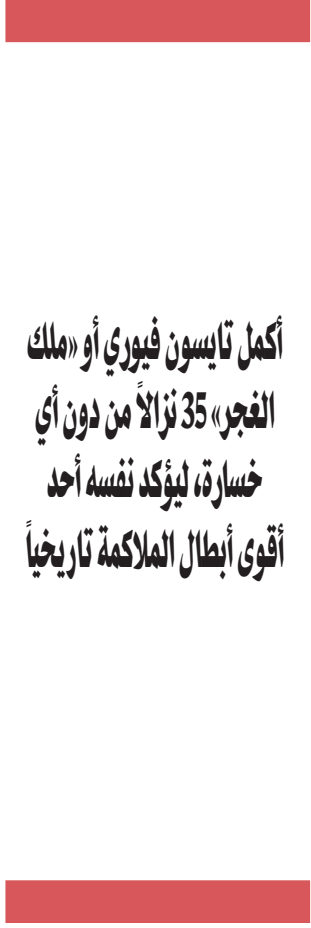 أكمل تايسون فيوري أو «ملك
الغجر» 35 نزالاً من دون أي
خسارة، ليؤكد نفسه أحد
أقوى أبطال الملاكمة تاريخياً